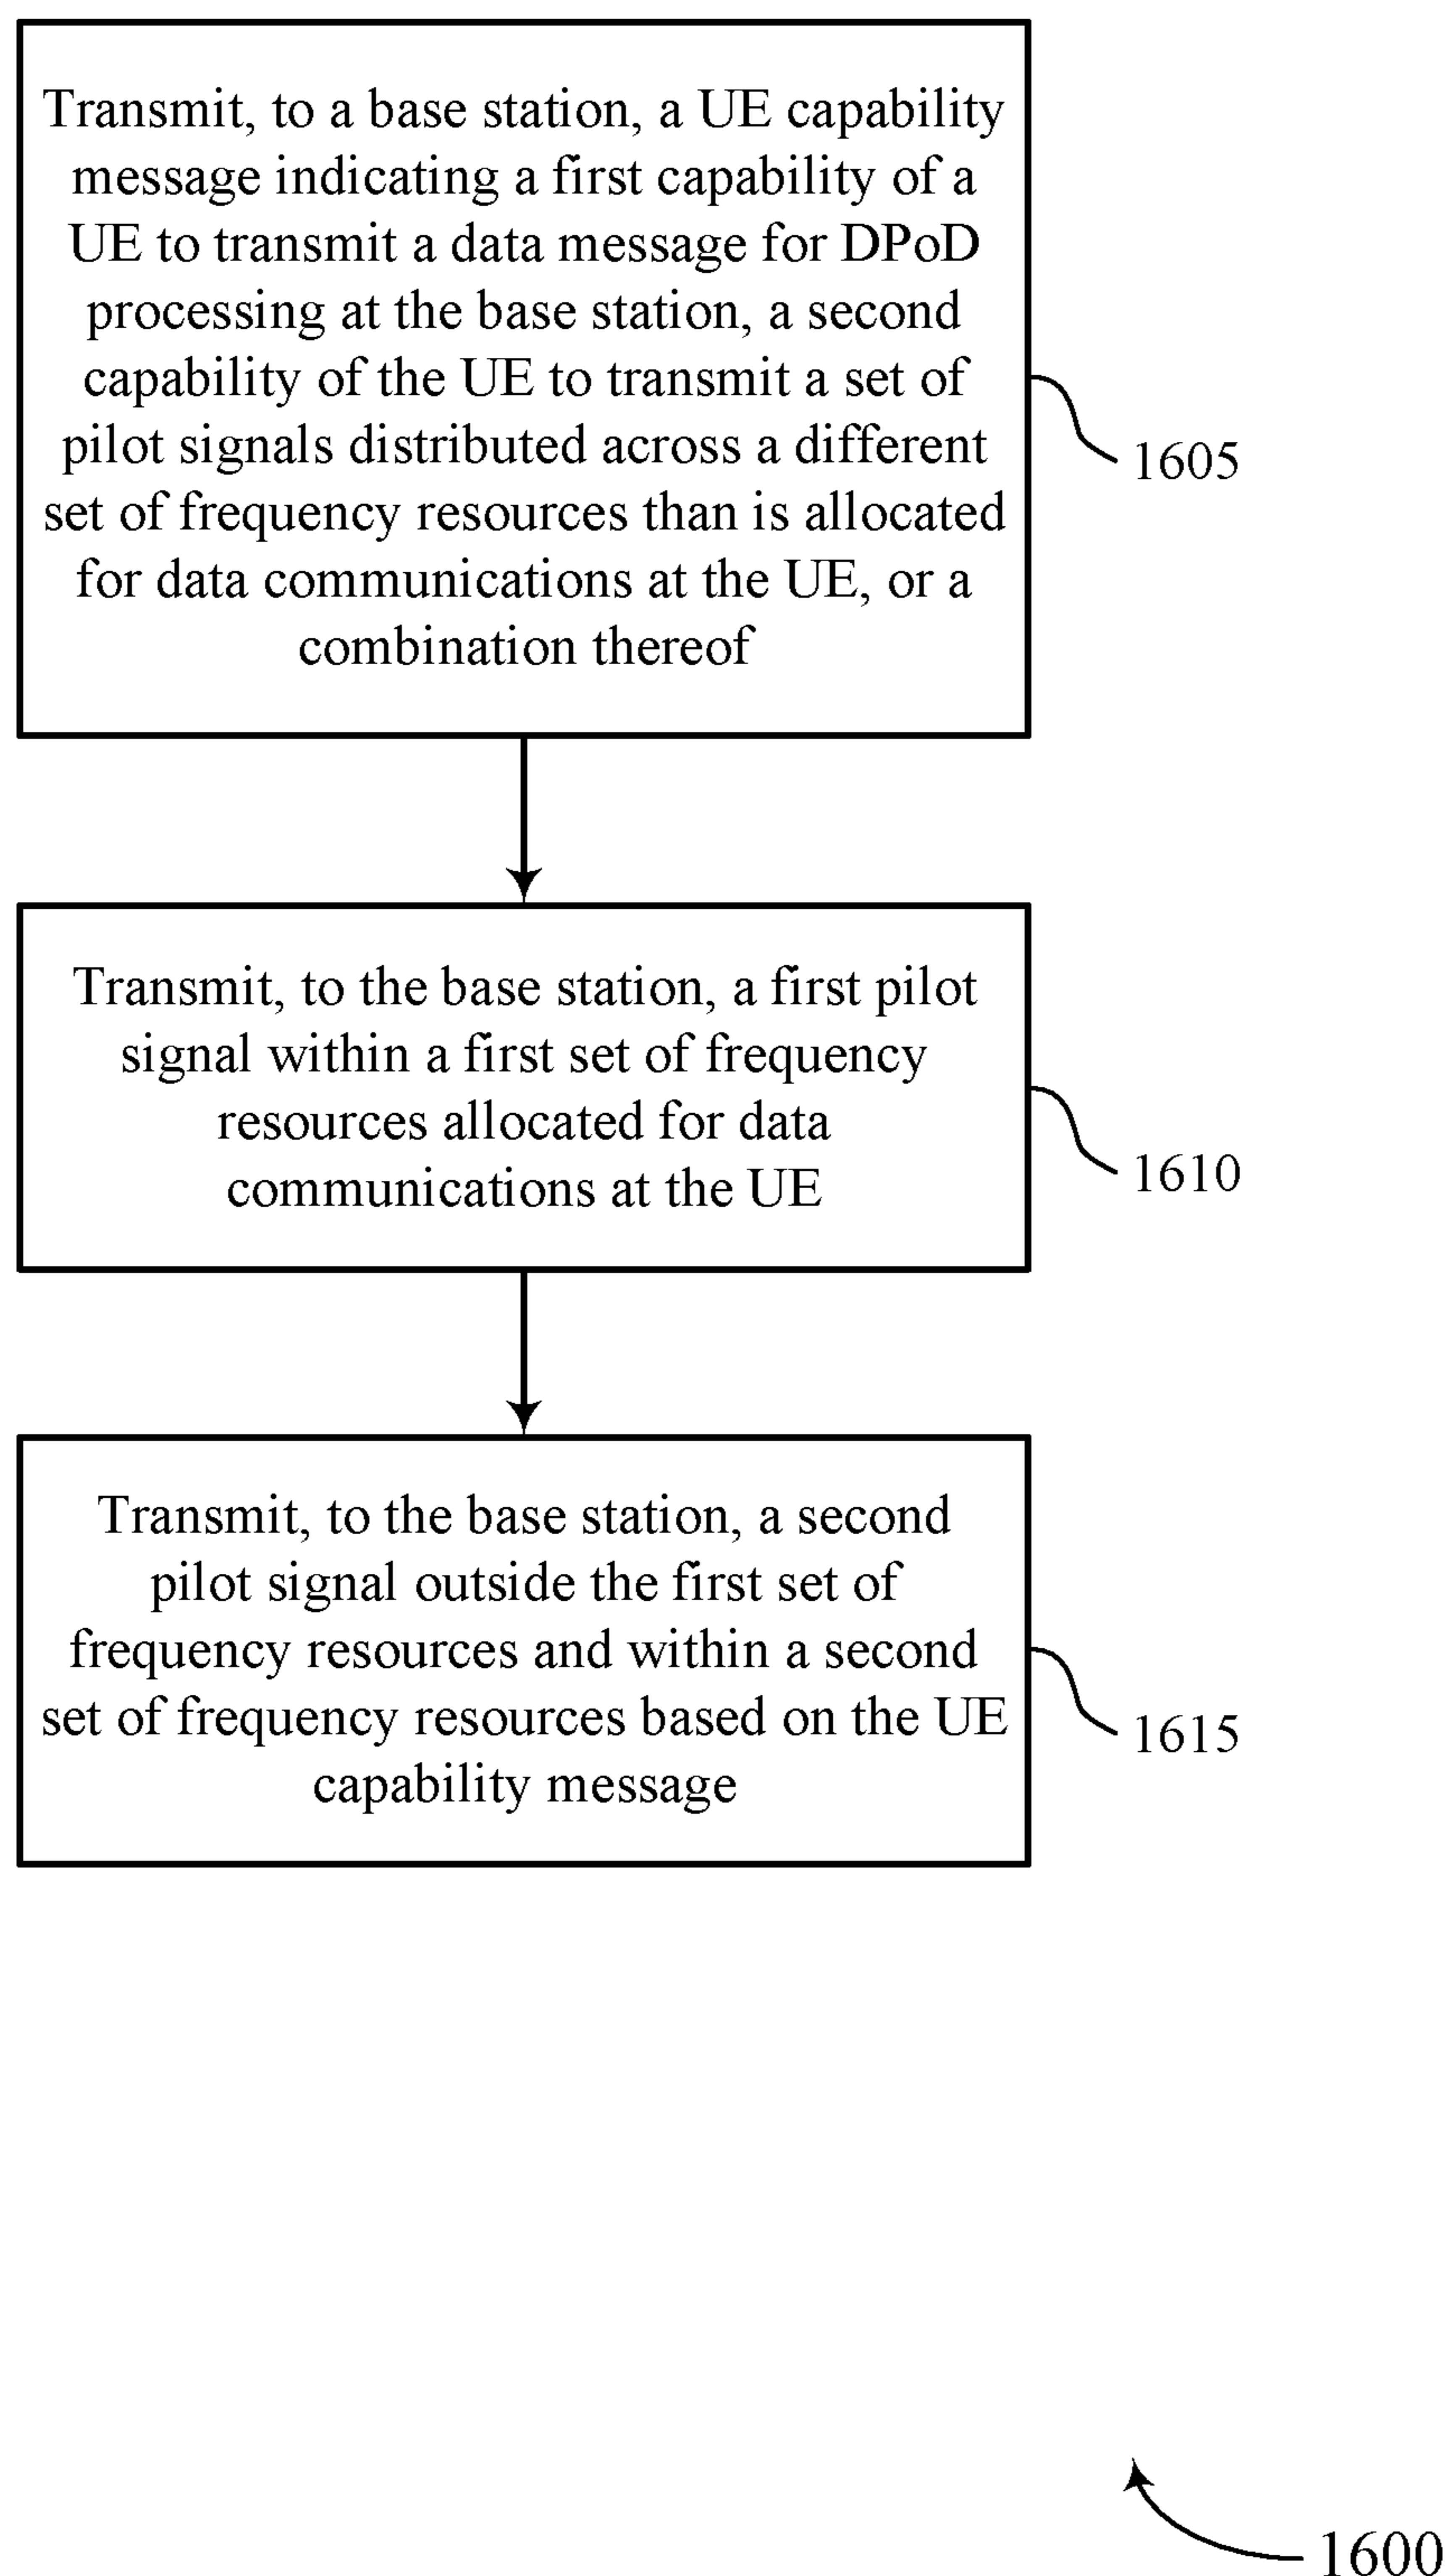 Transmit, to a base station, a UE capability
message indicating a first capability of a
UE to transmit a data message for DPoD
processing at the base station, a second
capability of the UE to transmit a set of
pilot signals distributed across a different
set of frequency resources than is allocated
for data communications at the UE, or a
combination thereof
1605
Transmit, to the base station, a first pilot
signal within a first set of frequency
resources allocated for data
communications at the UE
1610
Transmit, to the base station, a second
pilot signal outside the first set of
frequency resources and within a second
set of frequency resources based on the UE
capability message
1615
1600